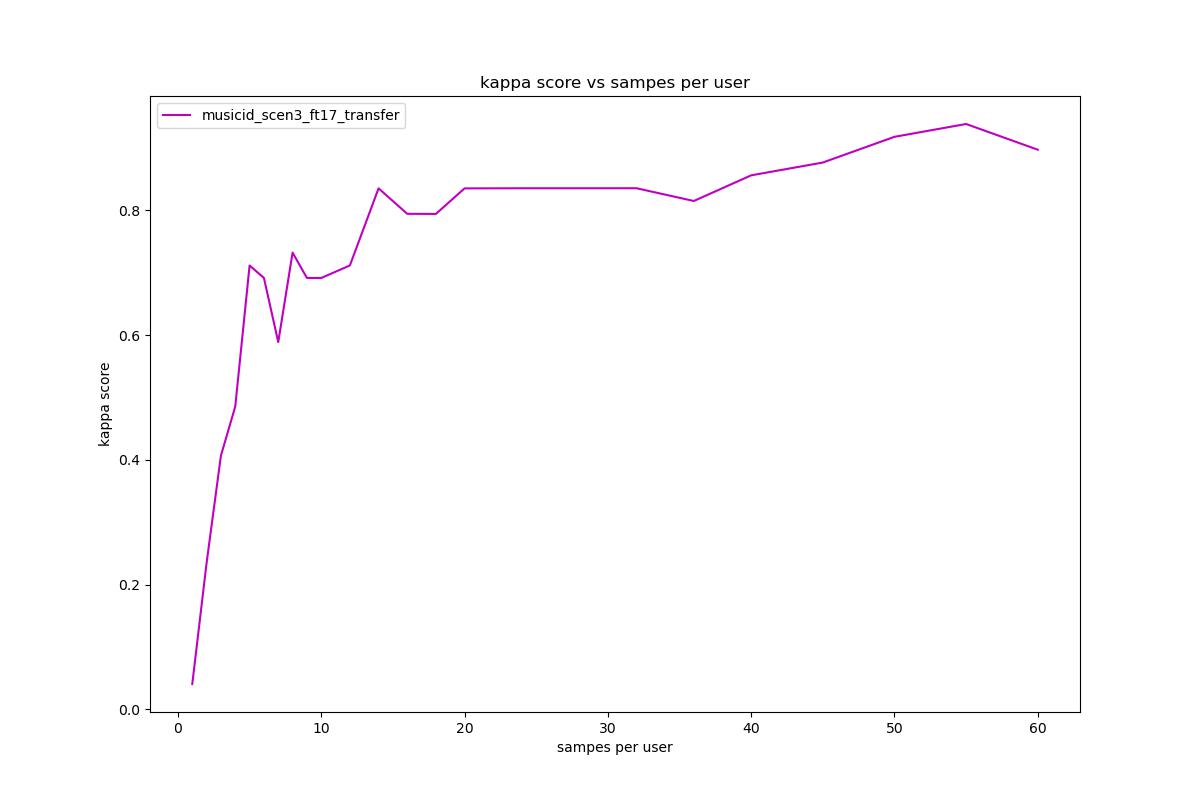 kappa score vs sampes per user
musicid_scen3_ft17_transfer
kappa score
0.8
0.6
0.4
0.2
0.0
0 10 20 30 40 50 60
sampes per user